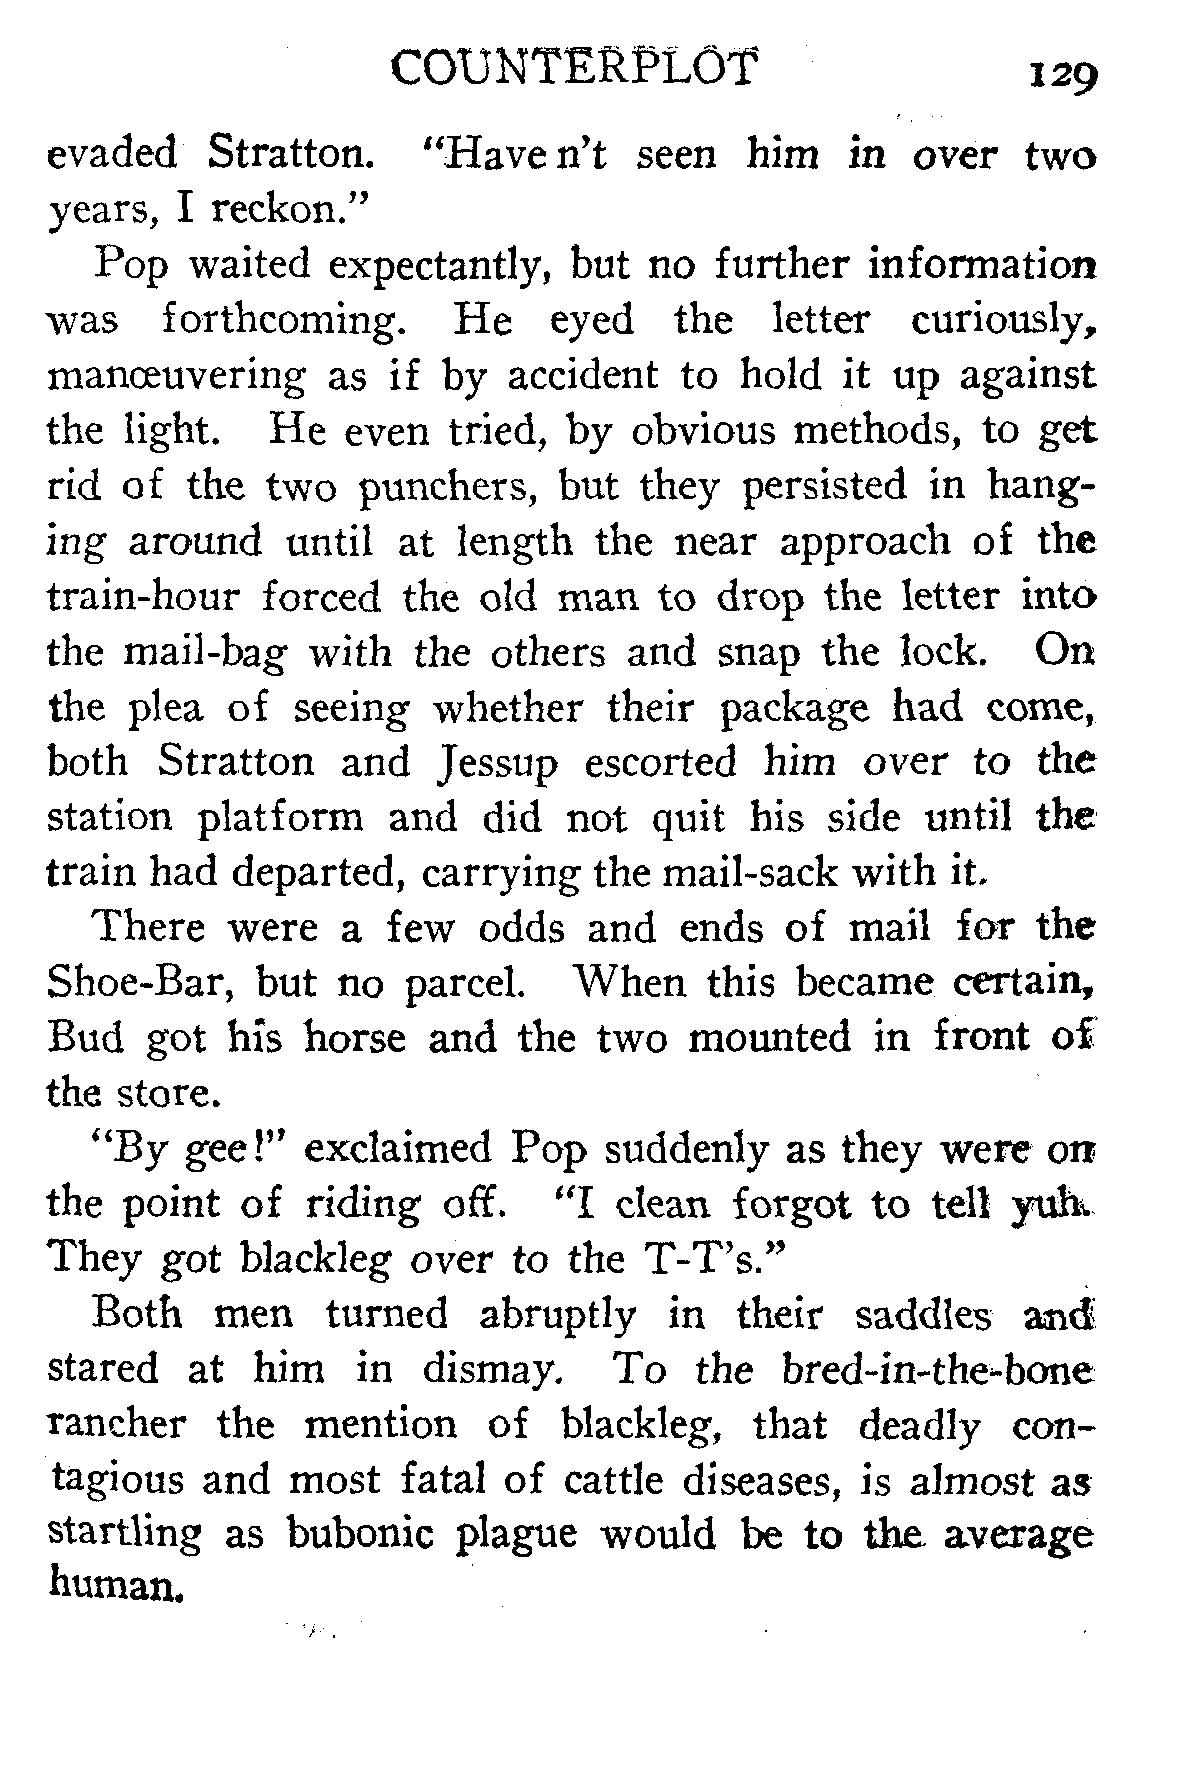 COUNTERPLOT 129
evaded Stratton. "Have n't seen him in over two
years, I reckon."
Pop waited expectantly, but no further information
was forthcoming. He eyed the letter curiously,
manœuvering as if by accident to hold it up against
the light. He even tried, by obvious methods, to get
rid of the two punchers, but they persisted in hang-
ing around until at length the near approach of the
train-hour forced the old man to drop the letter into
the mail-bag with the others and snap the lock. On
the plea of seeing whether their package had come,
both Stratton and Jessup escorted him over to the
station platform and did not quit his side until the
train had departed, carrying the mail-sack with it.
There were a few odds and ends of mail for the
Shoe-Bar, but no parcel. When this became certain,
Bud got his horse and the two mounted in front of
the store.
"By gee!" exclaimed Pop suddenly as they were on
the point of riding off. "I clean forgot to tell yuh.
They got blackleg over to the T-T's."
Both men turned abruptly in their saddles and
stared at him in dismay. To the bred-in-the-bone
rancher the mention of blackleg, that deadly con-
tagious and most fatal of cattle diseases, is almost as
startling as bubonic plague would be to the average
human.